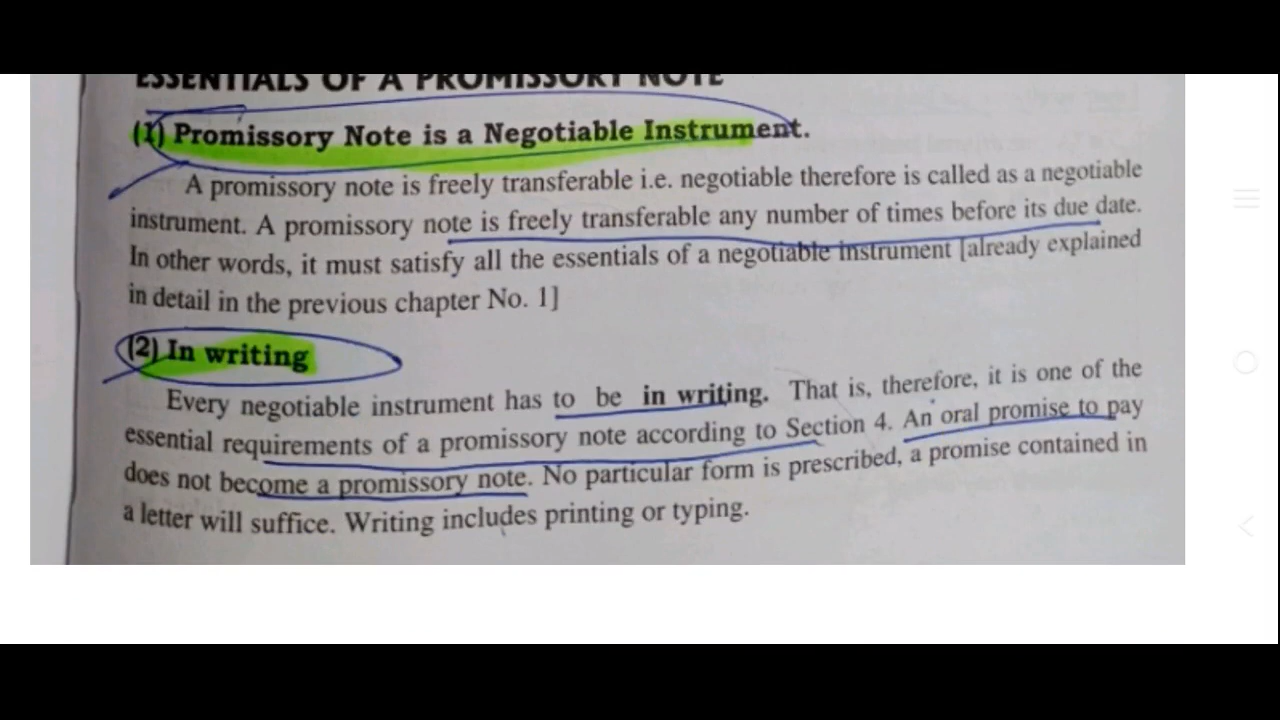 ESSENTIALS OF A PROMISSORY NOTE
(1) Promissory Note is a Negotiable Instrument.
A promissory note is freely transferable i.e. negotiable therefore is called as a negotiable
instrument. A promissory note is freely transferable any number of times before its due date.
In other words, it must satisfy all the essentials of a negotiable instrument [already explained
in detail in the previous chapter No. 1]
(2) In writing
Every negotiable instrument has to be in writing. That is, therefore, it is one of the
essential requirements of a promissory note according to Section 4. An oral promise to pay
does not become a promissory note. No particular form is prescribed, a promise contained in
a letter will suffice. Writing includes printing or typing.